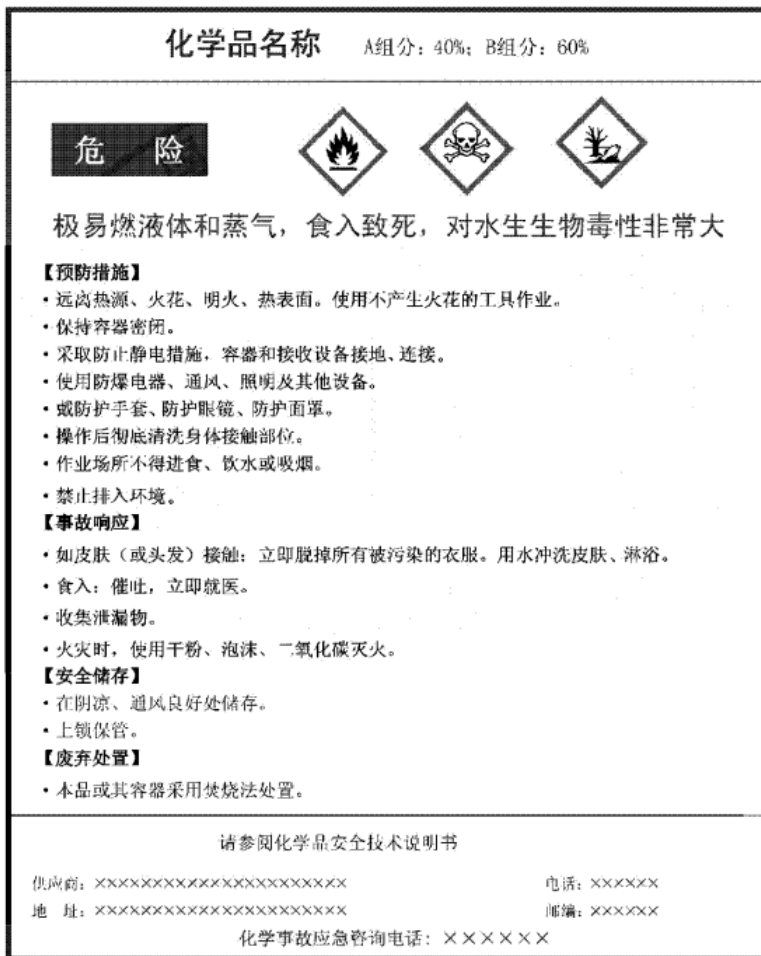 化学品名称 A组分：40%；B组分：60%
危 险
极易燃液体和蒸气，食入致死，对水生生物毒性非常大
【预防措施】
・远离热源、火花、明火、热表面。使用不产生火花的工具作业。
・保持容器密闭。
・采取防止静电措施，容器和接收设备接地、连接。
・使用防爆电器、通风、照明及其他设备。
・戴防护手套、防护眼镜、防护面罩。
・操作后彻底清洗身体接触部位。
・作业场所不得进食、饮水或吸烟。
・禁止排入环境。
【事故响应】
・如皮肤（或头发）接触：立即脱掉所有被污染的衣服。用水冲洗皮肤、淋浴。
・食入：催吐，立即就医。
・收集泄漏物。
・火灾时，使用干粉、泡沫、二氧化碳灭火。
【安全储存】
・在阴凉、通风良好处储存。
・上锁保管。
【废弃处置】
・本品或其容器采用焚烧法处置。
请参阅化学品安全技术说明书
供应商：×××××××××××××××××××××× 电话：××××××
地 址：×××××××××××××××××××××× 邮编：××××××
化学事故应急咨询电话：××××××